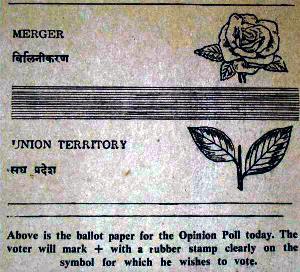 MERGER
विलिनीकरण
UNION TERRITORY
संघ प्रदेश
Above is the ballot paper for the Opinion Poll today. The
voter will mark + with a rubber stamp clearly on the
symbol for which he wishes to vote.